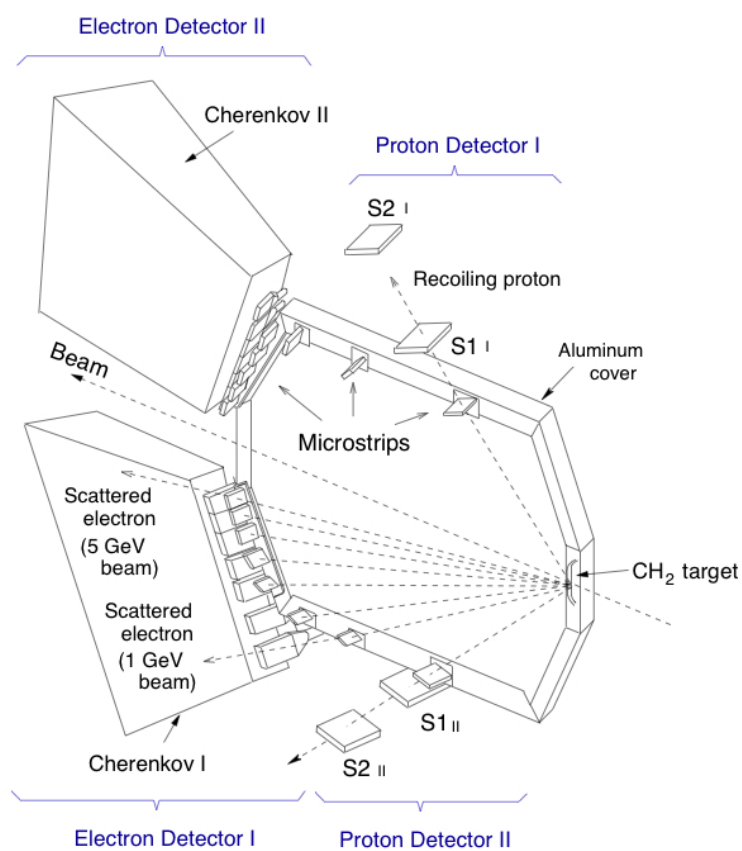 Electron Detector II
Cherenkov II
Proton Detector I
S2 I
Recoiling proton
S1 I
Aluminum
cover
Beam
Microstrips
Scattered
electron
(5 GeV
beam)
CH2 target
Scattered
electron
(1 GeV
beam)
S1 II
Cherenkov I
S2 II
Electron Detector I
Proton Detector II